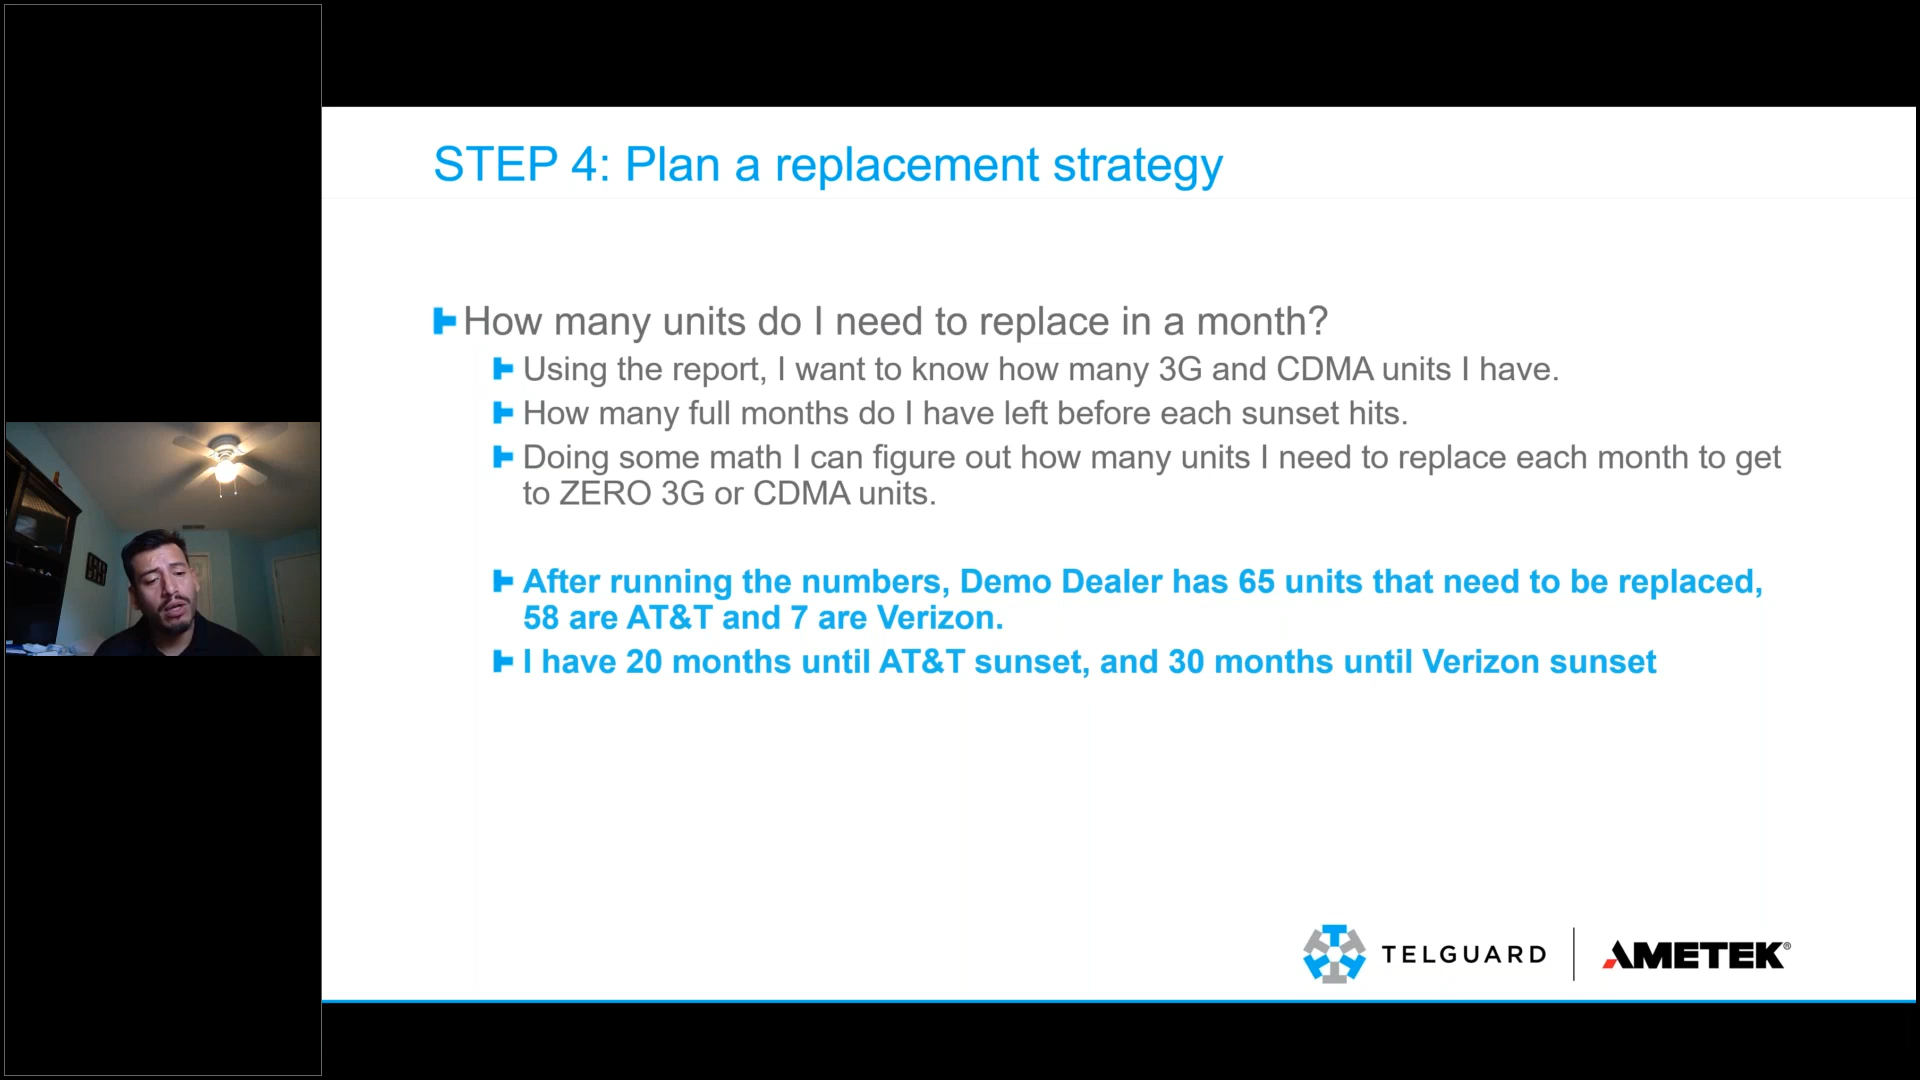 STEP 4: Plan a replacement strategy
How many units do I need to replace in a month?
Using the report, I want to know how many 3G and CDMA units I have.
How many full months do I have left before each sunset hits.
Doing some math I can figure out how many units I need to replace each month to get
to ZERO 3G or CDMA units.
After running the numbers, Demo Dealer has 65 units that need to be replaced,
58 are AT&T and 7 are Verizon.
I have 20 months until AT&T sunset, and 30 months until Verizon sunset
TELGUARD
AMETEK®